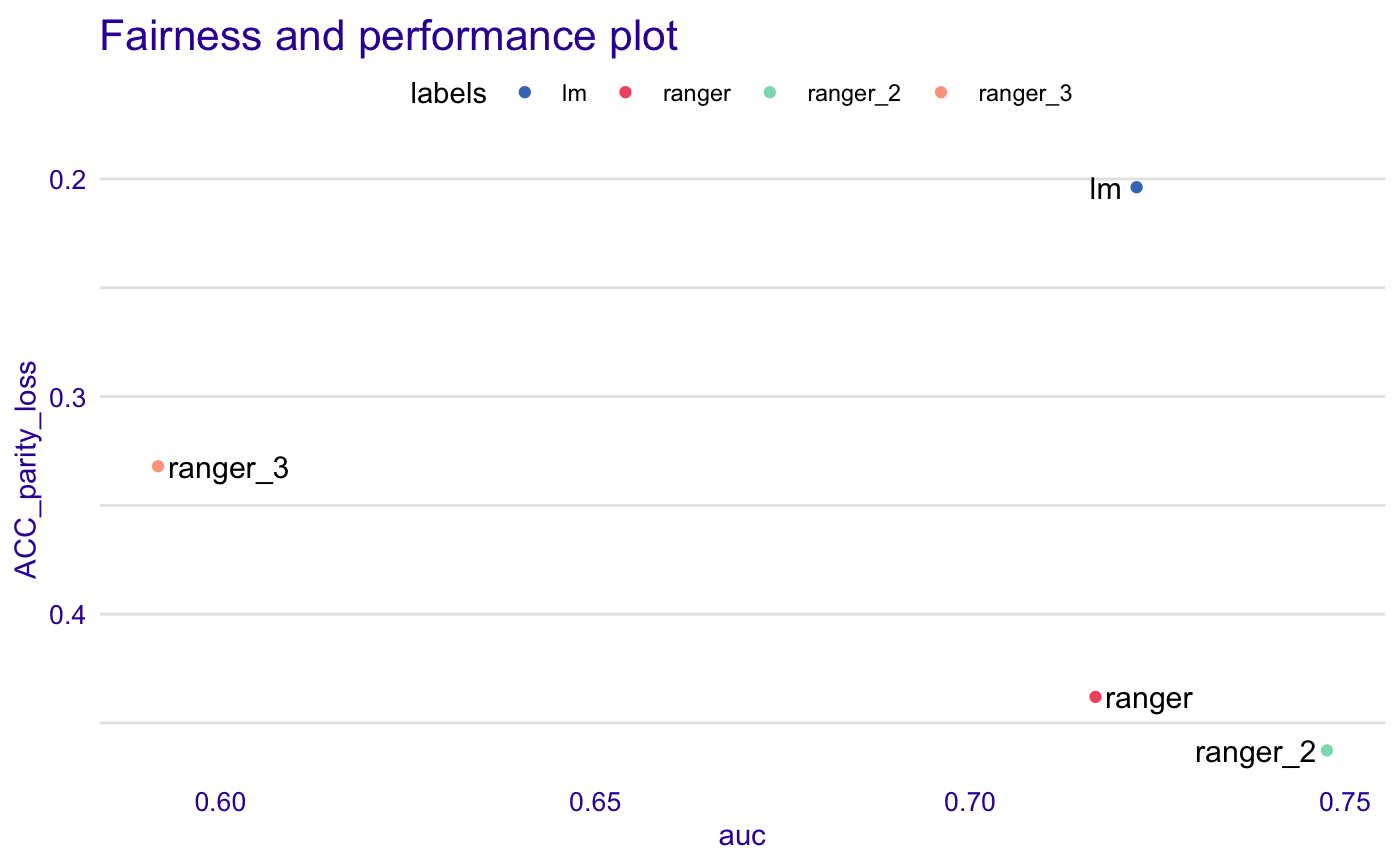 Fairness and performance plot
labels lm ranger ranger_2 ranger_3
0.2
lm
0.3
ranger_3
ACC_parity_loss
0.4
ranger
ranger_2
0.60 0.65 0.70 0.75
auc